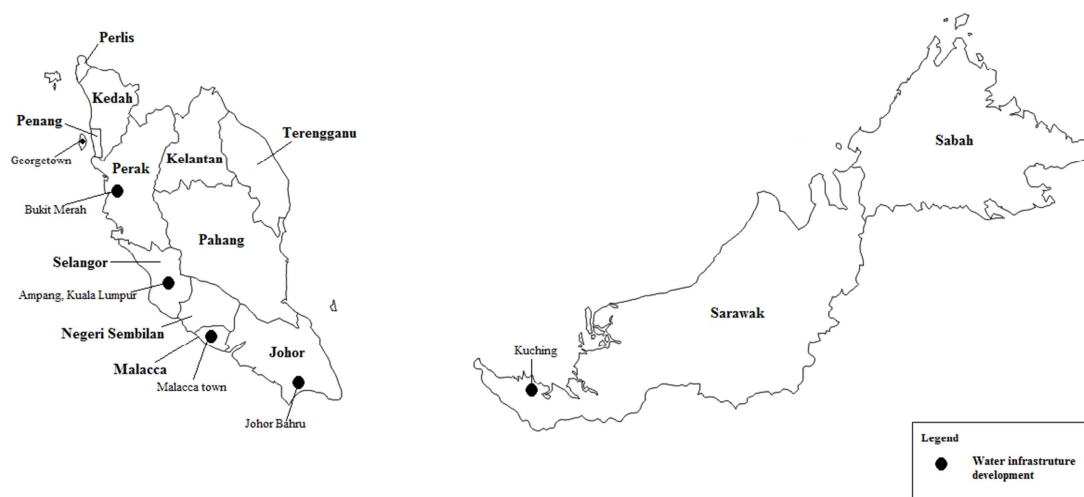 Perlis
Kedah
Penang
Georgetown
Perak
Kelantan
Terengganu
Bukit Merah
Pahang
Selangor
Ampang, Kuala Lumpur
Negeri Sembilan
Malacca
Malacca town
Johor
Johor Bahru
Sabah
Sarawak
Kuching
Legend
Water infrastruture
development